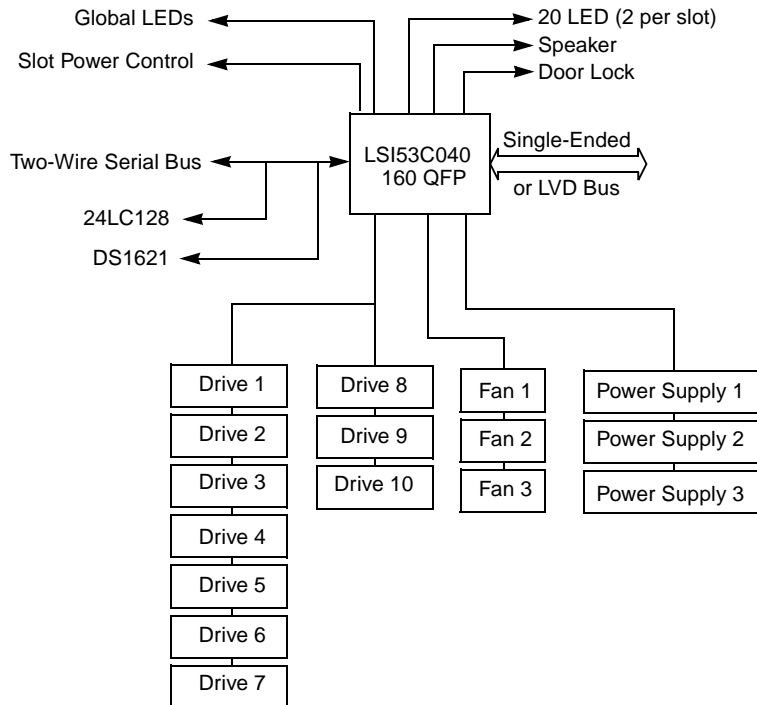 Global LEDs
20 LED (2 per slot)
Speaker
Slot Power Control
Door Lock
LSI53C040
160 QFP
Single-Ended
or LVD Bus
Two-Wire Serial Bus
24LC128
DS1621
Drive 1
Drive 2
Drive 3
Drive 4
Drive 5
Drive 6
Drive 7
Drive 8
Drive 9
Drive 10
Fan 1
Fan 2
Fan 3
Power Supply 1
Power Supply 2
Power Supply 3